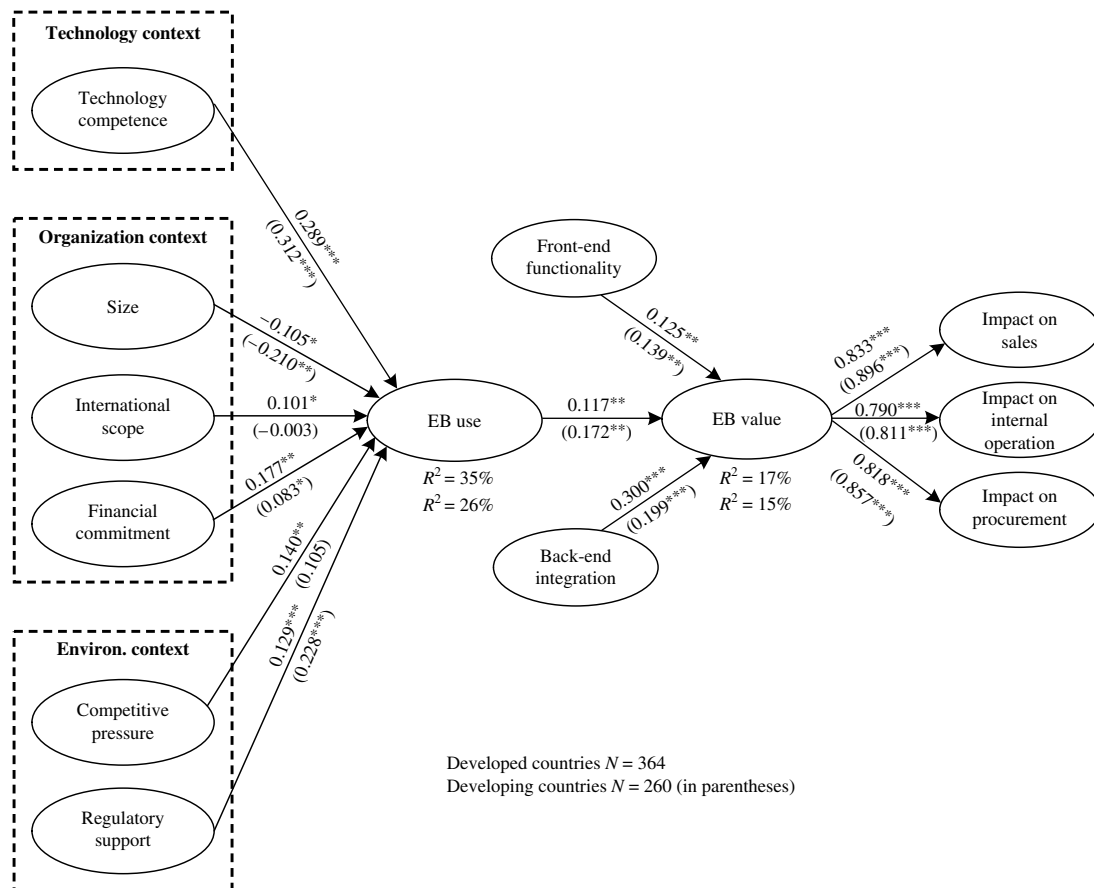 Technology context
Technology
competence
0.289***
(0.312***)
Organization context
Size
−0.105*
(−0.210**)
International
scope
0.101*
(−0.003)
Financial
commitment
0.177**
(0.083*)
Environ. context
Competitive
pressure
0.140**
(0.105)
Regulatory
support
0.129***
(0.228***)
EB use
R² = 35%
R² = 26%
Front-end
functionality
0.125**
(0.139**)
0.117**
(0.172**)
Back-end
integration
0.300***
(0.199***)
EB value
R² = 17%
R² = 15%
0.833***
(0.896***)
Impact on
sales
0.790***
(0.811***)
Impact on
internal
operation
0.818***
(0.857***)
Impact on
procurement
Developed countries N = 364
Developing countries N = 260 (in parentheses)